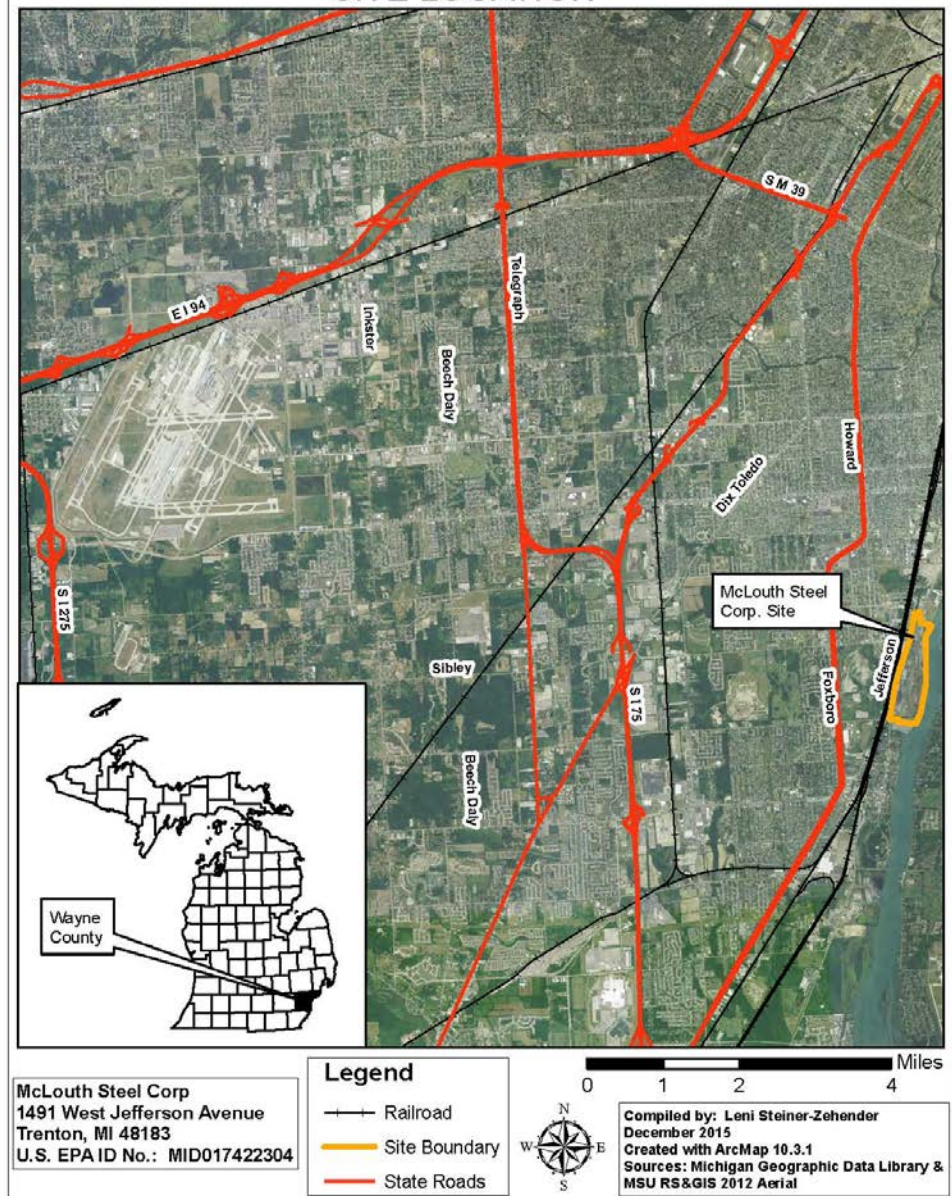 SM 39
E I 94
Telegraph
Inkster
Beech Daly
Howard
Dix Toledo
McLouth Steel
Corp. Site
S I 275
Jefferson
Sibley
S I 75
Foxboro
Beech Daly
Wayne
County
McLouth Steel Corp
1491 West Jefferson Avenue
Trenton, MI 48183
U.S. EPA ID No.: MID017422304
Legend
Railroad
Site Boundary
State Roads
Miles
0 1 2 4
N
W E
S
Compiled by: Leni Steiner-Zehender
December 2015
Created with ArcMap 10.3.1
Sources: Michigan Geographic Data Library &
MSU RS&GIS 2012 Aerial